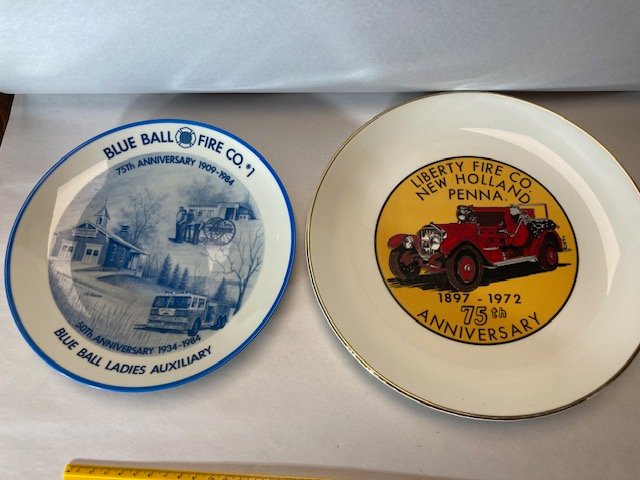 BLUE BALL FIRE CO. #1
75Th ANNIVERSARY 1909-1984
50Th ANNIVERSARY 1934-1984
BLUE BALL LADIES AUXILIARY
LIBERTY FIRE CO.
NEW HOLLAND
PENNA.
1897 - 1972
75th
ANNIVERSARY